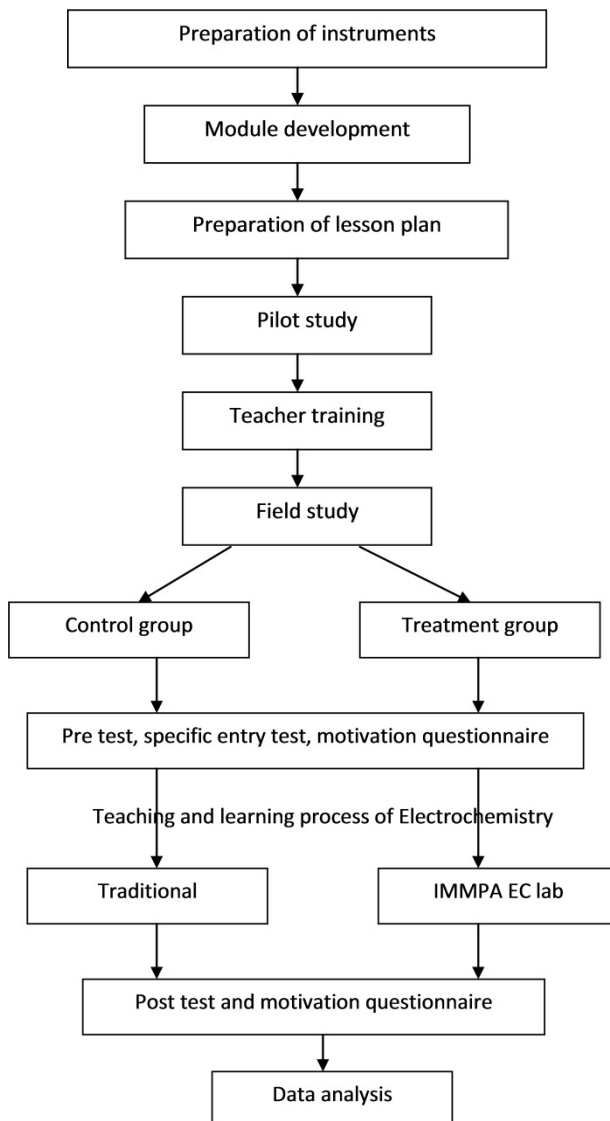 Preparation of instruments
Module development
Preparation of lesson plan
Pilot study
Teacher training
Field study
Control group
Treatment group
Pre test, specific entry test, motivation questionnaire
Teaching and learning process of Electrochemistry
Traditional
IMMPA EC lab
Post test and motivation questionnaire
Data analysis